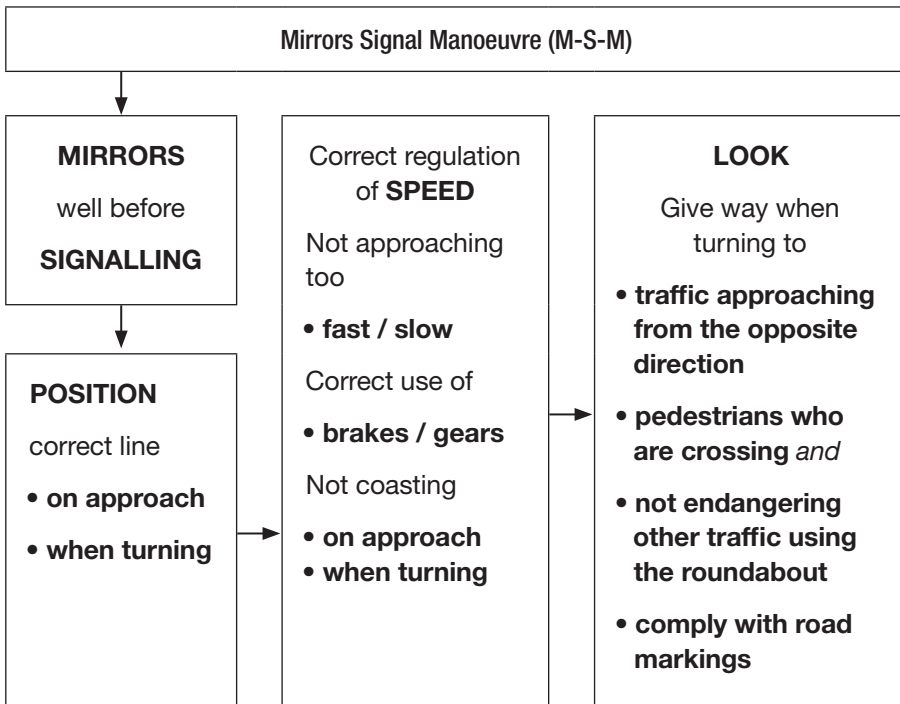 Mirrors Signal Manoeuvre (M-S-M)
MIRRORS
well before
SIGNALLING
POSITION
correct line
• on approach
• when turning
Correct regulation
of SPEED
Not approaching
too
• fast / slow
Correct use of
• brakes / gears
Not coasting
• on approach
• when turning
LOOK
Give way when
turning to
• traffic approaching
from the opposite
direction
• pedestrians who
are crossing and
• not endangering
other traffic using
the roundabout
• comply with road
markings